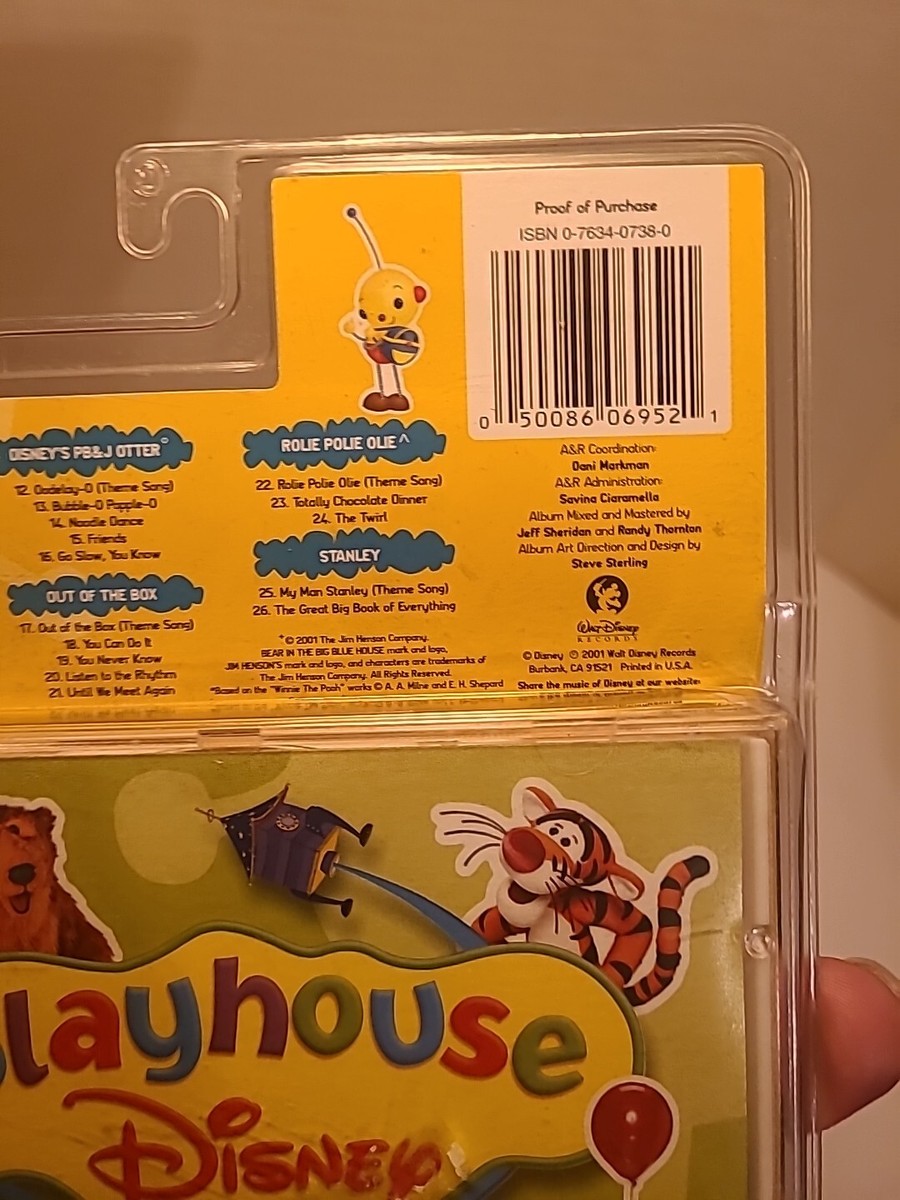 Proof of Purchase
ISBN 0-7634-0738-0
0 50086 06952 1
DISNEY'S PB&J OTTER
12. Oodelay-O (Theme Song)
13. Bubble-O Popple-O
14. Noodle Dance
15. Friends
16. Go Slow, You Know
OUT OF THE BOX
17. Out of the Box (Theme Song)
18. You Can Do It
19. You Never Know
20. Listen to the Rhythm
21. Until We Meet Again
ROLIE POLIE OLIE^
22. Rolie Polie Olie (Theme Song)
23. Totally Chocolate Dinner
24. The Twirl
STANLEY
25. My Man Stanley (Theme Song)
26. The Great Big Book of Everything
*© 2001 The Jim Henson Company.
BEAR IN THE BIG BLUE HOUSE mark and logo,
JIM HENSON'S mark and logo, and characters are trademarks of
The Jim Henson Company. All Rights Reserved.
"Based on the "Winnie The Pooh" works © A. A. Milne and E. H. Shepard
A&R Coordination:
Dani Markman
A&R Administration:
Savina Ciaramella
Album Mixed and Mastered by
Jeff Sheridan and Randy Thornton
Album Art Direction and Design by
Steve Sterling
Walt Disney
RECORDS
© Disney ℗ 2001 Walt Disney Records
Burbank, CA 91521 Printed in U.S.A.
Share the music of Disney at our website:
playhouse
Disney